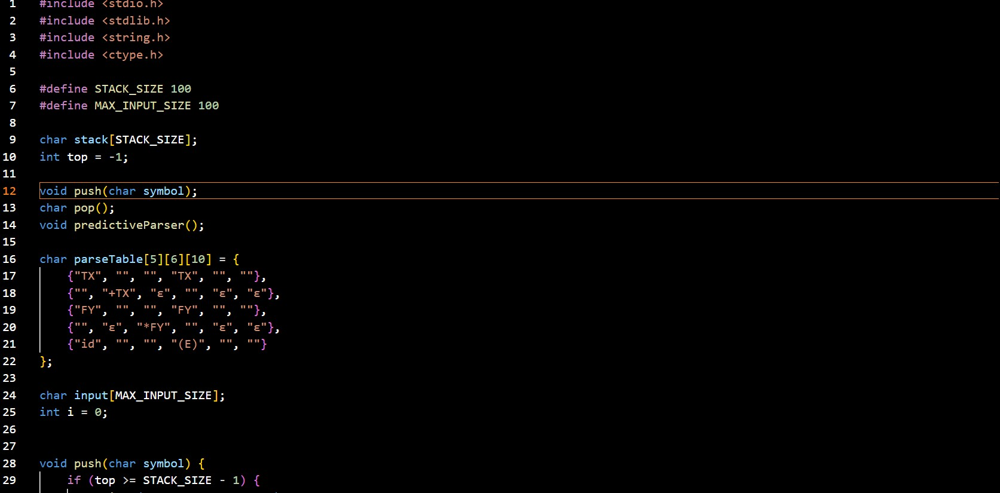 1 #include <stdio.h>
2 #include <stdlib.h>
3 #include <string.h>
4 #include <ctype.h>
5
6 #define STACK_SIZE 100
7 #define MAX_INPUT_SIZE 100
8
9 char stack[STACK_SIZE];
10 int top = -1;
11
12 void push(char symbol);
13 char pop();
14 void predictiveParser();
15
16 char parseTable[5][6][10] = {
17     {"TX", "", "", "TX", "", ""},
18     {"", "+TX", "ε", "", "ε", "ε"},
19     {"FY", "", "", "FY", "", ""},
20     {"", "ε", "*FY", "", "ε", "ε"},
21     {"id", "", "", "(E)", "", ""}
22 };
23
24 char input[MAX_INPUT_SIZE];
25 int i = 0;
26
27
28 void push(char symbol) {
29     if (top >= STACK_SIZE - 1) {